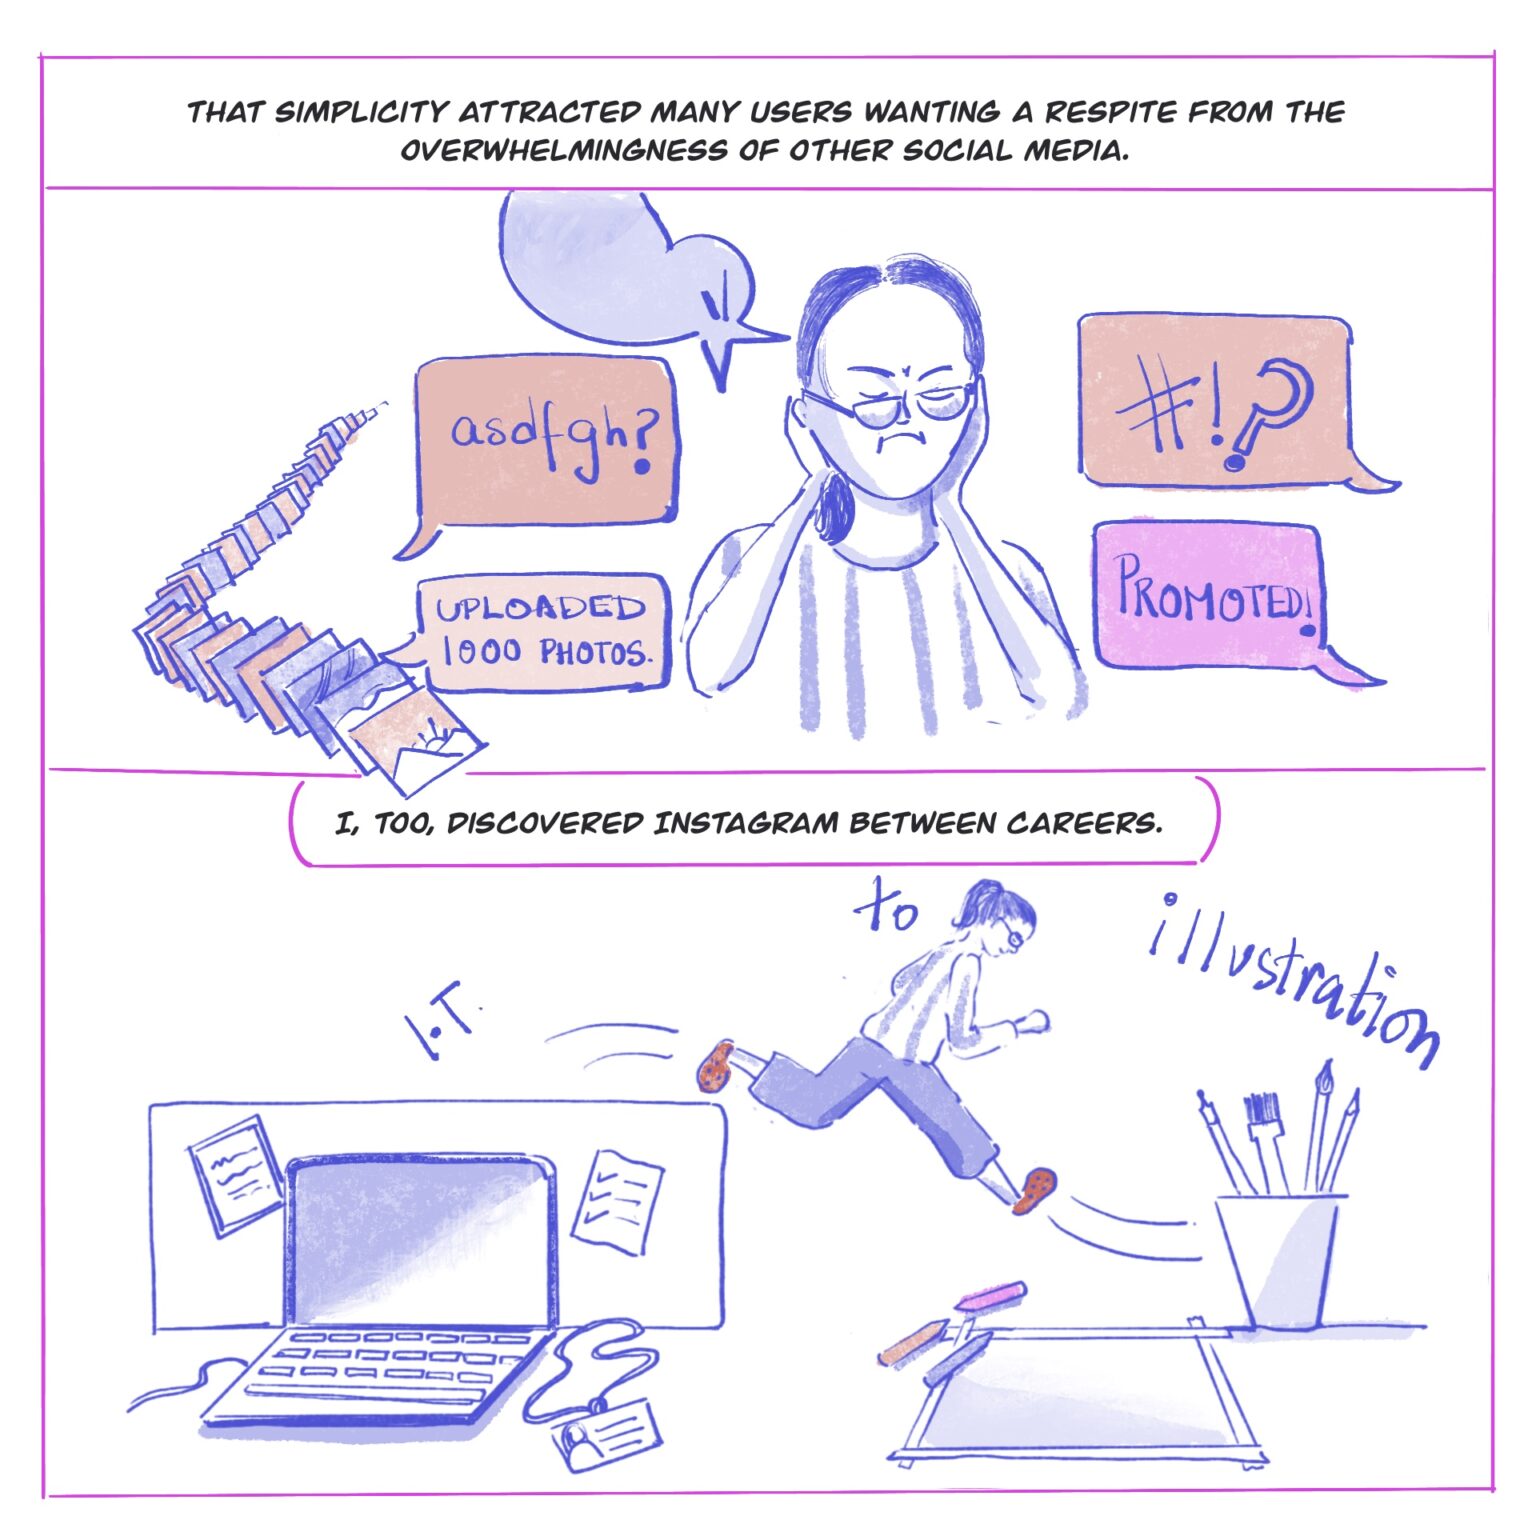 THAT SIMPLICITY ATTRACTED MANY USERS WANTING A RESPITE FROM THE
OVERWHELMINGNESS OF OTHER SOCIAL MEDIA.
asdfgh?
#!?
UPLOADED
1000 PHOTOS.
PROMOTED!
I, TOO, DISCOVERED INSTAGRAM BETWEEN CAREERS.
I.T.
to
illustration